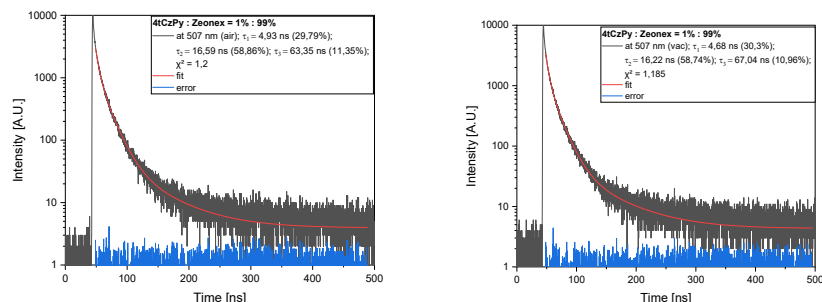 4tCzPy : Zeonex = 1% : 99%
at 507 nm (air); τ₁ = 4,93 ns (29,79%);
τ₂ = 16,59 ns (58,86%); τ₃ = 63,35 ns (11,35%);
χ² = 1,2
fit
error
Intensity [A.U.]
10000
1000
100
10
1
0 100 200 300 400 500
Time [ns]
4tCzPy : Zeonex = 1% : 99%
at 507 nm (vac); τ₁ = 4,68 ns (30,3%);
τ₂ = 16,22 ns (58,74%); τ₃ = 67,04 ns (10,96%);
χ² = 1,185
fit
error
Intensity [A.U.]
10000
1000
100
10
1
0 100 200 300 400 500
Time [ns]